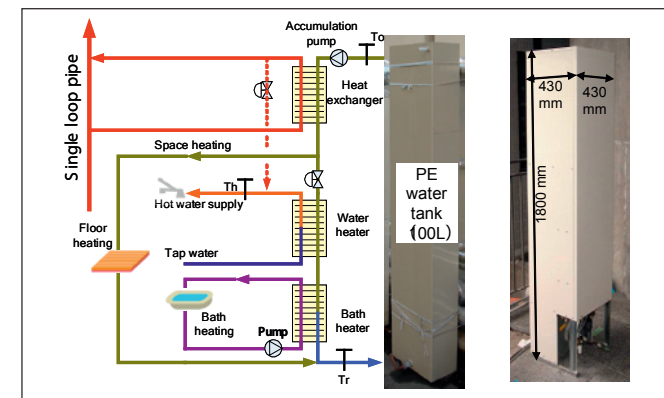 Accumulation
pump
To
Single loop pipe
Heat
exchanger
430
mm
430
mm
Space heating
Th
Hot water supply
PE
water
tank
(100L)
1800 mm
Floor
heating
Water
heater
Tap water
Bath
heating
Pump
Bath
heater
Tr